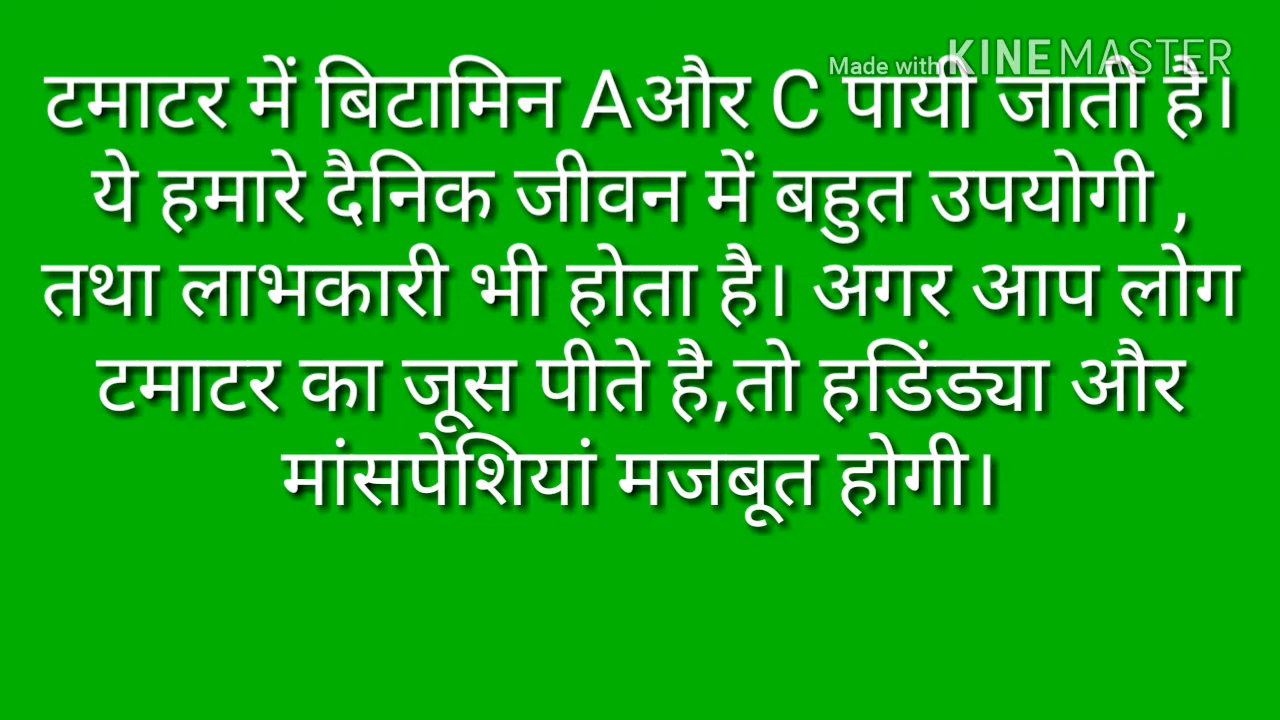 Made with KINEMASTER
टमाटर में बिटामिन Aऔर C पायी जाती है।
ये हमारे दैनिक जीवन में बहुत उपयोगी ,
तथा लाभकारी भी होता है। अगर आप लोग
टमाटर का जूस पीते है,तो हडिंड्या और
मांसपेशियां मजबूत होगी।